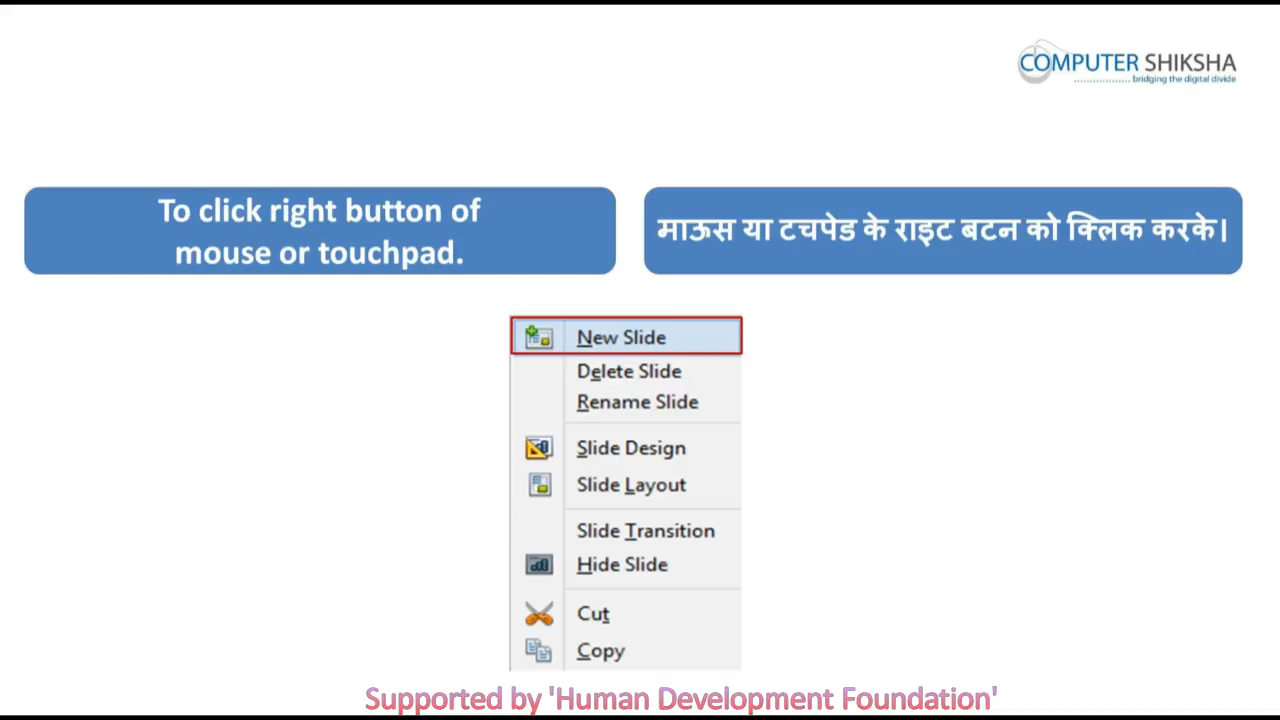 COMPUTER SHIKSHA
bridging the digital divide
To click right button of
mouse or touchpad.
माऊस या टचपेड के राइट बटन को क्लिक करके।
New Slide
Delete Slide
Rename Slide
Slide Design
Slide Layout
Slide Transition
Hide Slide
Cut
Copy
Supported by 'Human Development Foundation'